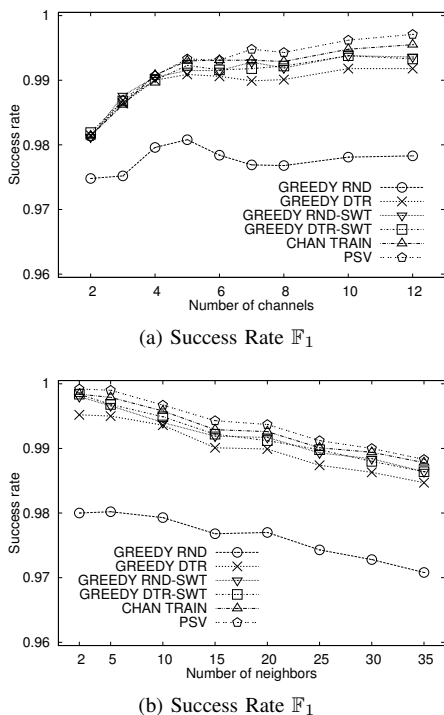 1
0.99
0.98
0.97
0.96
Success rate
2 4 6 8 10 12
Number of channels
GREEDY RND
GREEDY DTR
GREEDY RND-SWT
GREEDY DTR-SWT
CHAN TRAIN
PSV
(a) Success Rate 𝔽₁
1
0.99
0.98
0.97
0.96
Success rate
2 5 10 15 20 25 30 35
Number of neighbors
GREEDY RND
GREEDY DTR
GREEDY RND-SWT
GREEDY DTR-SWT
CHAN TRAIN
PSV
(b) Success Rate 𝔽₁